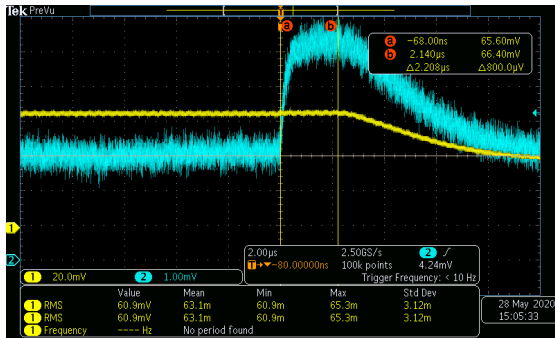 Tek PreVu
T
a b
a -68.00ns 65.60mV
b 2.140µs 66.40mV
Δ2.208µs Δ800.0µV
1
2
1 20.0mV 2 1.00mV
2.00µs 2.50GS/s 2 ∫
T→▼-80.00000ns 100k points 4.24mV
Trigger Frequency: < 10 Hz
Value Mean Min Max Std Dev
1 RMS 60.9mV 63.1m 60.9m 65.3m 3.12m
1 RMS 60.9mV 63.1m 60.9m 65.3m 3.12m
1 Frequency ---- Hz No period found
28 May 2020
15:05:33